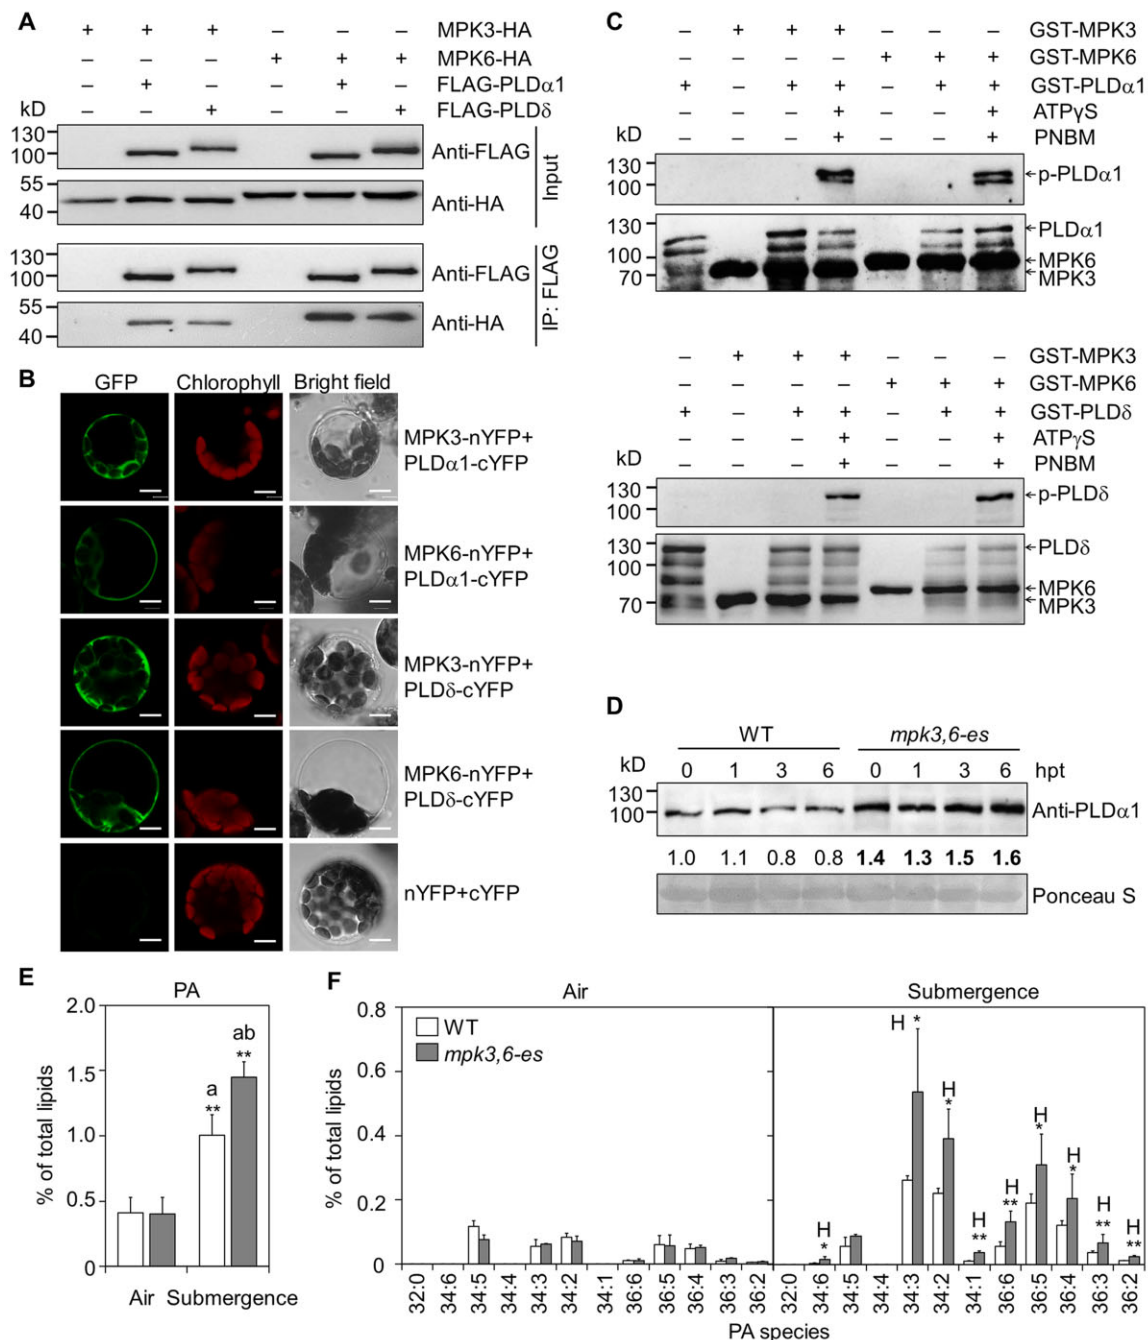 A
+ + + − − − MPK3-HA
− − − + + + MPK6-HA
− + − − + − FLAG-PLDα1
kD − − + − − + FLAG-PLDδ
130
100
Anti-FLAG
55
40
Anti-HA
Input
130
100
Anti-FLAG
55
40
Anti-HA
IP: FLAG
B
GFP Chlorophyll Bright field
MPK3-nYFP+
PLDα1-cYFP
MPK6-nYFP+
PLDα1-cYFP
MPK3-nYFP+
PLDδ-cYFP
MPK6-nYFP+
PLDδ-cYFP
nYFP+cYFP
C
− + + + − − − GST-MPK3
− − − − + + + GST-MPK6
+ − + + − + + GST-PLDα1
− − − + − − + ATPγS
kD − − − + − − + PNBM
130
100
p-PLDα1
130
100
70
PLDα1
MPK6
MPK3
− + + + − − − GST-MPK3
− − − − + + + GST-MPK6
+ − + + − + + GST-PLDδ
− − − + − − + ATPγS
kD − − − + − − + PNBM
130
100
p-PLDδ
130
100
70
PLDδ
MPK6
MPK3
D
WT mpk3,6-es
kD 0 1 3 6 0 1 3 6 hpt
130
100
Anti-PLDα1
1.0 1.1 0.8 0.8 1.4 1.3 1.5 1.6
Ponceau S
E
PA
% of total lipids
2.0
1.5
1.0
0.5
0
a
**
ab
**
Air Submergence
F
Air Submergence
% of total lipids
0.8
0.6
0.4
0.2
0
WT
mpk3,6-es
H * H * H * H ** H ** H * H * H ** H **
32:0 34:6 34:5 34:4 34:3 34:2 34:1 36:6 36:5 36:4 36:3 36:2 32:0 34:6 34:5 34:4 34:3 34:2 34:1 36:6 36:5 36:4 36:3 36:2
PA species